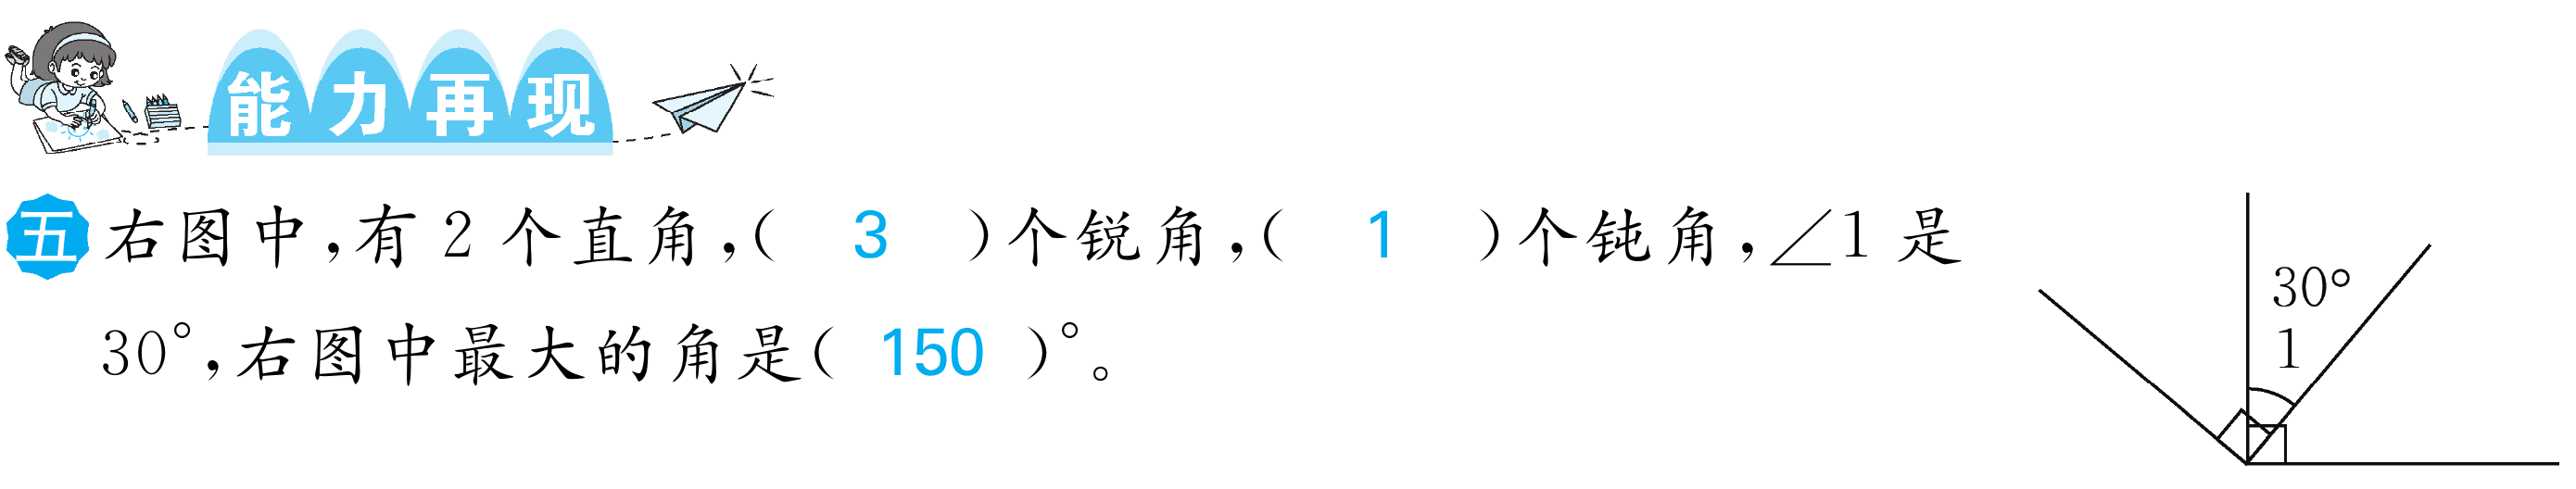 能力再现
五 右图中,有 2 个直角,( 3 )个锐角,( 1 )个钝角,∠1 是
30°,右图中最大的角是( 150 )°。
30°
1